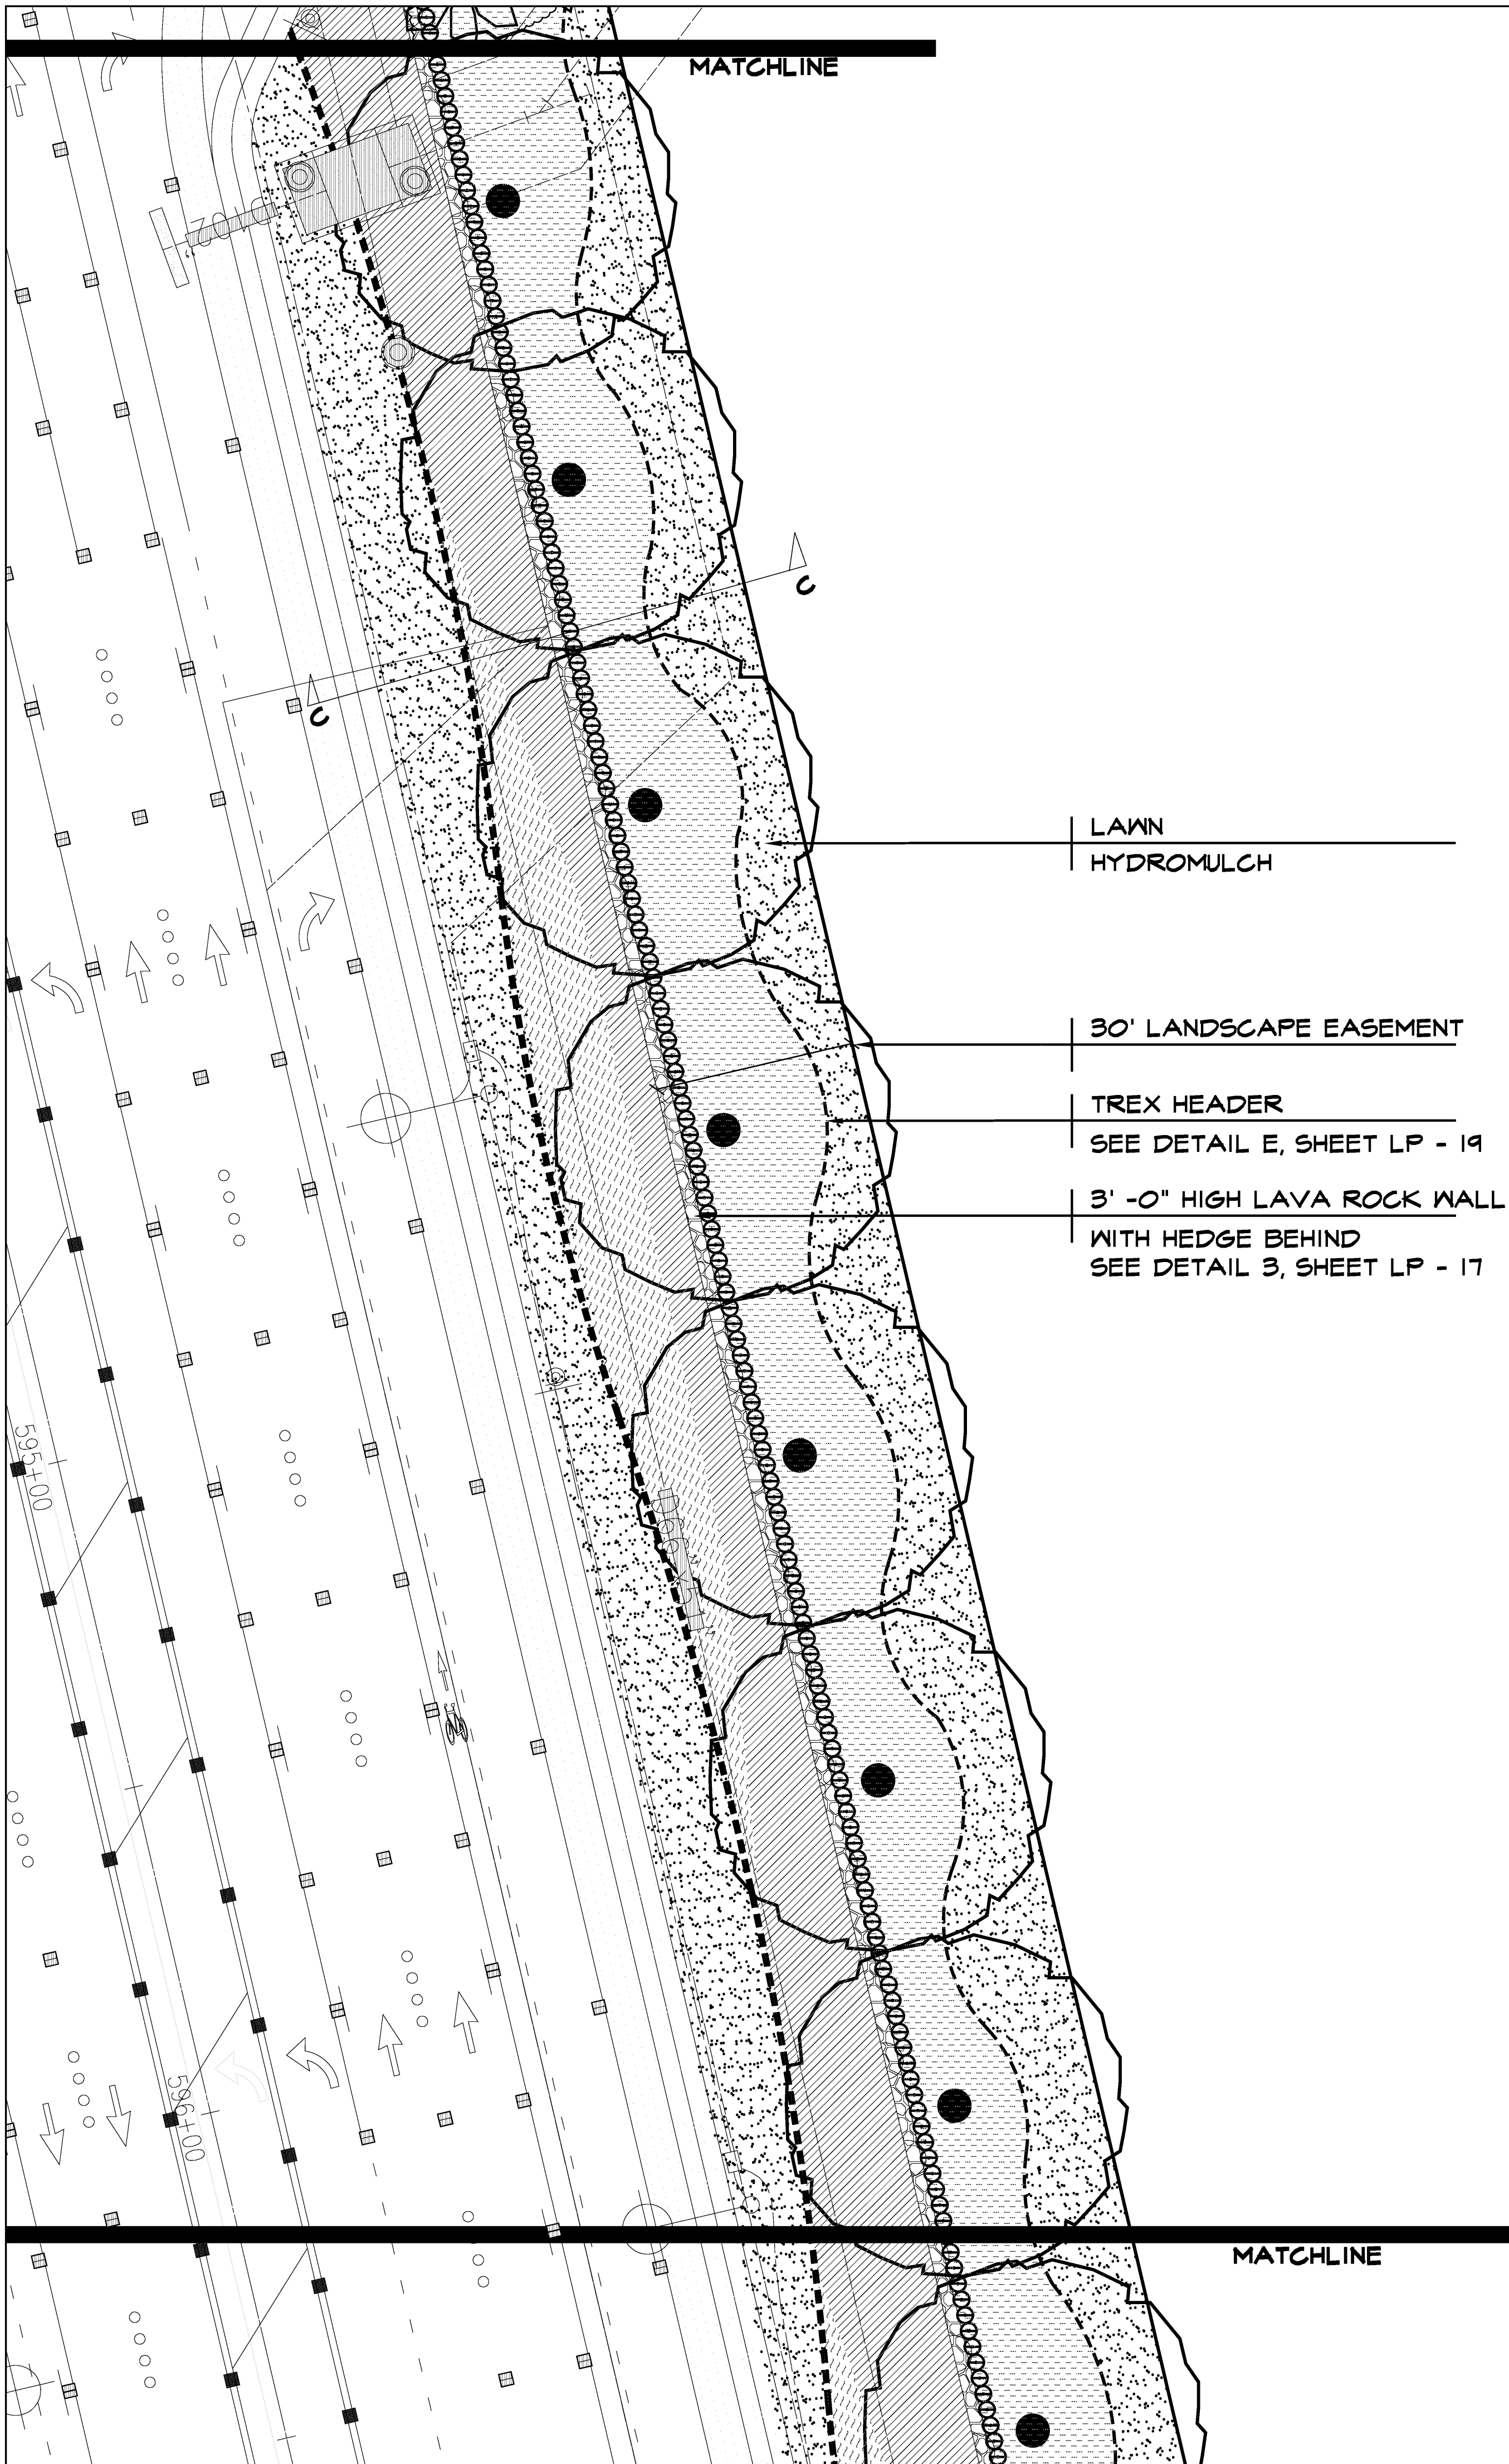 MATCHLINE
C
C
LAWN
HYDROMULCH
30' LANDSCAPE EASEMENT
TREX HEADER
SEE DETAIL E, SHEET LP - 19
3' -0" HIGH LAVA ROCK WALL
WITH HEDGE BEHIND
SEE DETAIL 3, SHEET LP - 17
595+00
596+00
MATCHLINE